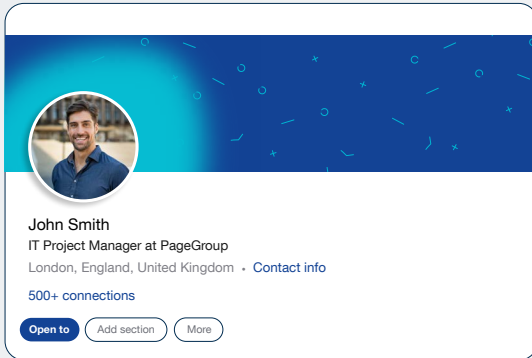 John Smith
IT Project Manager at PageGroup
London, England, United Kingdom • Contact info
500+ connections
Open to Add section More